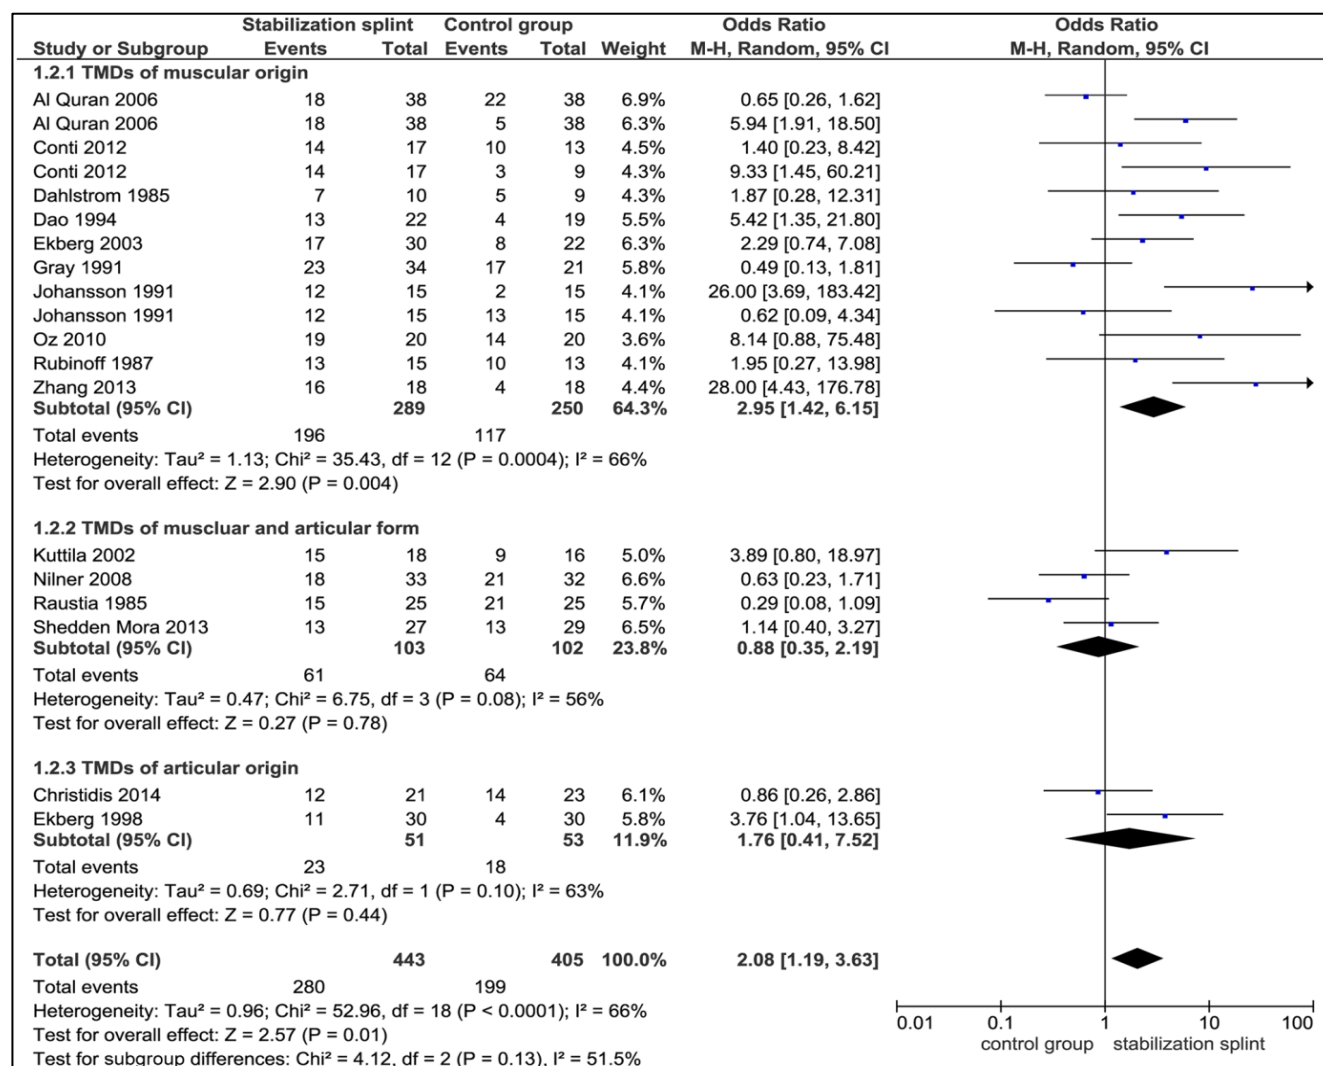 Stabilization splint Control group Odds Ratio Odds Ratio
Study or Subgroup Events Total Events Total Weight M-H, Random, 95% CI M-H, Random, 95% CI
1.2.1 TMDs of muscular origin
Al Quran 2006 18 38 22 38 6.9% 0.65 [0.26, 1.62]
Al Quran 2006 18 38 5 38 6.3% 5.94 [1.91, 18.50]
Conti 2012 14 17 10 13 4.5% 1.40 [0.23, 8.42]
Conti 2012 14 17 3 9 4.3% 9.33 [1.45, 60.21]
Dahlstrom 1985 7 10 5 9 4.3% 1.87 [0.28, 12.31]
Dao 1994 13 22 4 19 5.5% 5.42 [1.35, 21.80]
Ekberg 2003 17 30 8 22 6.3% 2.29 [0.74, 7.08]
Gray 1991 23 34 17 21 5.8% 0.49 [0.13, 1.81]
Johansson 1991 12 15 2 15 4.1% 26.00 [3.69, 183.42]
Johansson 1991 12 15 13 15 4.1% 0.62 [0.09, 4.34]
Oz 2010 19 20 14 20 3.6% 8.14 [0.88, 75.48]
Rubinoff 1987 13 15 10 13 4.1% 1.95 [0.27, 13.98]
Zhang 2013 16 18 4 18 4.4% 28.00 [4.43, 176.78]
Subtotal (95% CI) 289 250 64.3% 2.95 [1.42, 6.15]
Total events 196 117
Heterogeneity: Tau² = 1.13; Chi² = 35.43, df = 12 (P = 0.0004); I² = 66%
Test for overall effect: Z = 2.90 (P = 0.004)
1.2.2 TMDs of muscluar and articular form
Kuttila 2002 15 18 9 16 5.0% 3.89 [0.80, 18.97]
Nilner 2008 18 33 21 32 6.6% 0.63 [0.23, 1.71]
Raustia 1985 15 25 21 25 5.7% 0.29 [0.08, 1.09]
Shedden Mora 2013 13 27 13 29 6.5% 1.14 [0.40, 3.27]
Subtotal (95% CI) 103 102 23.8% 0.88 [0.35, 2.19]
Total events 61 64
Heterogeneity: Tau² = 0.47; Chi² = 6.75, df = 3 (P = 0.08); I² = 56%
Test for overall effect: Z = 0.27 (P = 0.78)
1.2.3 TMDs of articular origin
Christidis 2014 12 21 14 23 6.1% 0.86 [0.26, 2.86]
Ekberg 1998 11 30 4 30 5.8% 3.76 [1.04, 13.65]
Subtotal (95% CI) 51 53 11.9% 1.76 [0.41, 7.52]
Total events 23 18
Heterogeneity: Tau² = 0.69; Chi² = 2.71, df = 1 (P = 0.10); I² = 63%
Test for overall effect: Z = 0.77 (P = 0.44)
Total (95% CI) 443 405 100.0% 2.08 [1.19, 3.63]
Total events 280 199
Heterogeneity: Tau² = 0.96; Chi² = 52.96, df = 18 (P < 0.0001); I² = 66%
Test for overall effect: Z = 2.57 (P = 0.01)
Test for subgroup differences: Chi² = 4.12, df = 2 (P = 0.13), I² = 51.5%
0.01 0.1 1 10 100
control group stabilization splint